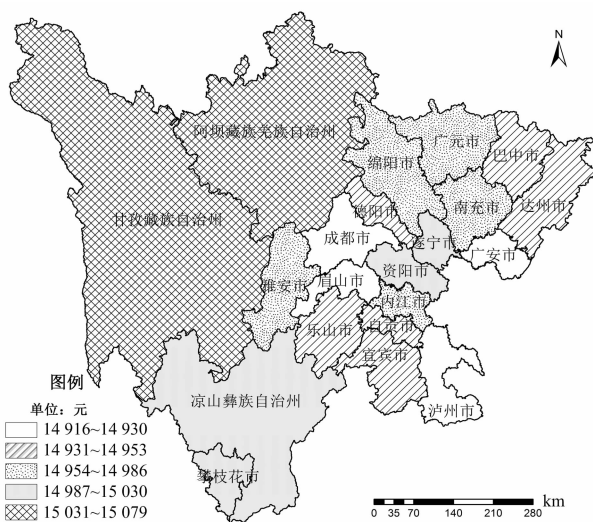 N
阿坝藏族羌族自治州
广元市
绵阳市
巴中市
德阳市
南充市
达州市
甘孜藏族自治州
成都市
遂宁市
广安市
资阳市
雅安市
眉山市
内江市
乐山市
自贡市
宜宾市
凉山彝族自治州
泸州市
攀枝花市
图例
单位：元
14 916~14 930
14 931~14 953
14 954~14 986
14 987~15 030
15 031~15 079
km
0 35 70 140 210 280